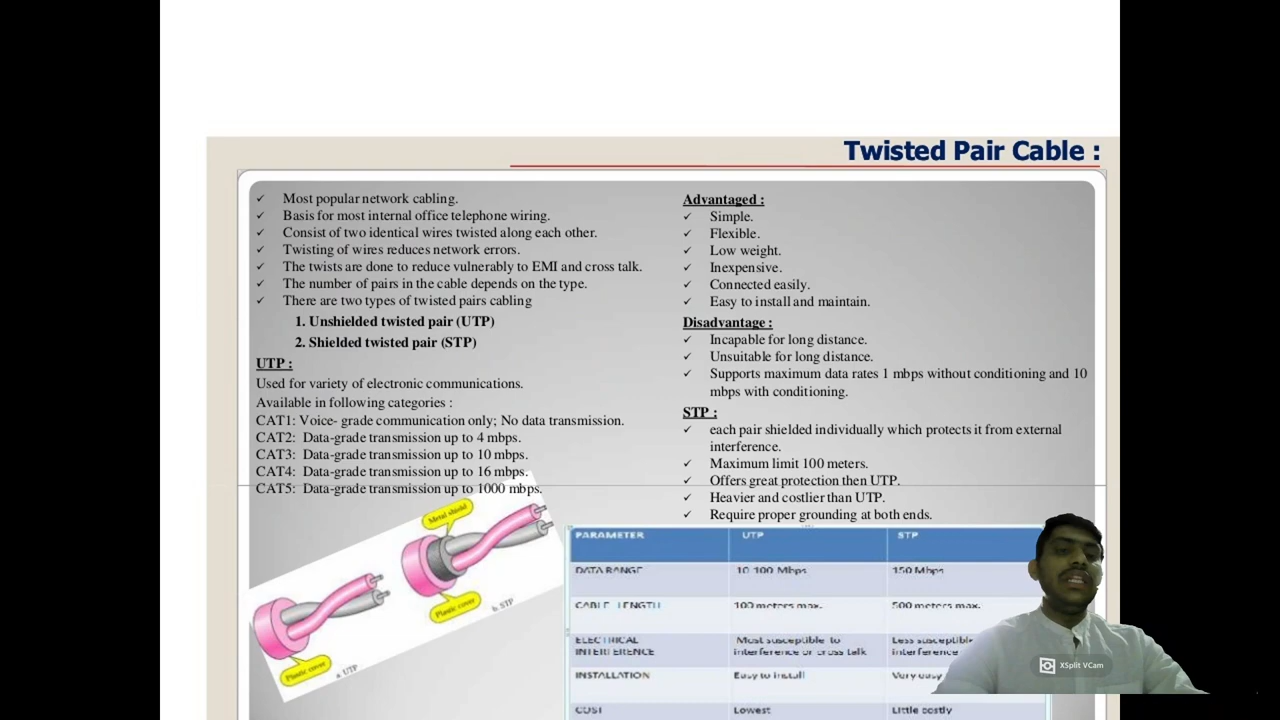 Twisted Pair Cable :
Most popular network cabling.
Basis for most internal office telephone wiring.
Consist of two identical wires twisted along each other.
Twisting of wires reduces network errors.
The twists are done to reduce vulnerably to EMI and cross talk.
The number of pairs in the cable depends on the type.
There are two types of twisted pairs cabling
1. Unshielded twisted pair (UTP)
2. Shielded twisted pair (STP)
UTP :
Used for variety of electronic communications.
Available in following categories :
CAT1: Voice- grade communication only; No data transmission.
CAT2: Data-grade transmission up to 4 mbps.
CAT3: Data-grade transmission up to 10 mbps.
CAT4: Data-grade transmission up to 16 mbps.
CAT5: Data-grade transmission up to 1000 mbps.
Metal shield
Plastic cover
b. STP
Plastic cover
a. UTP
Advantaged :
Simple.
Flexible.
Low weight.
Inexpensive.
Connected easily.
Easy to install and maintain.
Disadvantage :
Incapable for long distance.
Unsuitable for long distance.
Supports maximum data rates 1 mbps without conditioning and 10
mbps with conditioning.
STP :
each pair shielded individually which protects it from external
interference.
Maximum limit 100 meters.
Offers great protection then UTP.
Heavier and costlier than UTP.
Require proper grounding at both ends.
PARAMETER UTP STP
DATA RANGE 10-100 Mbps 150 Mbps
CABLE LENGTH 100 meters max. 500 meters max.
ELECTRICAL Most susceptible to Less susceptible
INTERFERENCE interference or cross talk interference
INSTALLATION Easy to install Very easy
COST Lowest Little costly
XSplit VCam